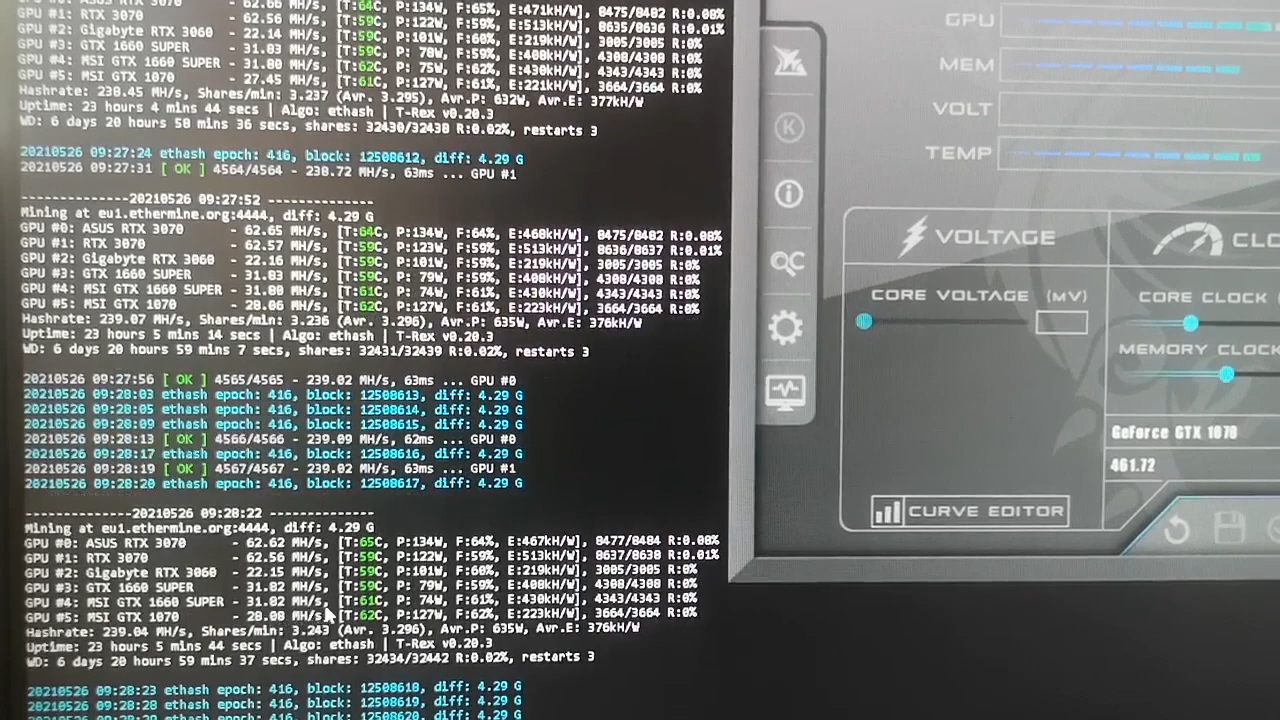 GPU #1: RTX 3070 - 62.56 MH/s, [T:59C, P:122W, F:59%, E:513kH/W], 8635/8636 R:0.01%
GPU #2: Gigabyte RTX 3060 - 22.14 MH/s, [T:59C, P:101W, F:60%, E:219kH/W], 3005/3005 R:0%
GPU #3: GTX 1660 SUPER - 31.83 MH/s, [T:59C, P: 78W, F:59%, E:408kH/W], 4308/4308 R:0%
GPU #4: MSI GTX 1660 SUPER - 31.80 MH/s, [T:62C, P: 75W, F:62%, E:430kH/W], 4343/4343 R:0%
GPU #5: MSI GTX 1070 - 27.45 MH/s, [T:61C, P:127W, F:61%, E:223kH/W], 3664/3664 R:0%
Hashrate: 238.45 MH/s, Shares/min: 3.237 (Avr. 3.295), Avr.P: 632W, Avr.E: 377kH/W
Uptime: 23 hours 4 mins 44 secs | Algo: ethash | T-Rex v0.20.3
WD: 6 days 20 hours 58 mins 36 secs, shares: 32430/32438 R:0.02%, restarts 3
20210526 09:27:24 ethash epoch: 416, block: 12508612, diff: 4.29 G
20210526 09:27:31 [ OK ] 4564/4564 - 238.72 MH/s, 63ms ... GPU #1
--------------20210526 09:27:52 --------------
Mining at eu1.ethermine.org:4444, diff: 4.29 G
GPU #0: ASUS RTX 3070 - 62.65 MH/s, [T:64C, P:134W, F:64%, E:468kH/W], 8475/8482 R:0.08%
GPU #1: RTX 3070 - 62.57 MH/s, [T:59C, P:123W, F:59%, E:513kH/W], 8636/8637 R:0.01%
GPU #2: Gigabyte RTX 3060 - 22.16 MH/s, [T:59C, P:101W, F:60%, E:219kH/W], 3005/3005 R:0%
GPU #3: GTX 1660 SUPER - 31.83 MH/s, [T:59C, P: 79W, F:59%, E:408kH/W], 4308/4308 R:0%
GPU #4: MSI GTX 1660 SUPER - 31.80 MH/s, [T:61C, P: 74W, F:61%, E:430kH/W], 4343/4343 R:0%
GPU #5: MSI GTX 1070 - 28.06 MH/s, [T:62C, P:127W, F:61%, E:223kH/W], 3664/3664 R:0%
Hashrate: 239.07 MH/s, Shares/min: 3.236 (Avr. 3.296), Avr.P: 635W, Avr.E: 376kH/W
Uptime: 23 hours 5 mins 14 secs | Algo: ethash | T-Rex v0.20.3
WD: 6 days 20 hours 59 mins 7 secs, shares: 32431/32439 R:0.02%, restarts 3
20210526 09:27:56 [ OK ] 4565/4565 - 239.02 MH/s, 63ms ... GPU #0
20210526 09:28:03 ethash epoch: 416, block: 12508613, diff: 4.29 G
20210526 09:28:05 ethash epoch: 416, block: 12508614, diff: 4.29 G
20210526 09:28:09 ethash epoch: 416, block: 12508615, diff: 4.29 G
20210526 09:28:13 [ OK ] 4566/4566 - 239.09 MH/s, 62ms ... GPU #0
20210526 09:28:17 ethash epoch: 416, block: 12508616, diff: 4.29 G
20210526 09:28:19 [ OK ] 4567/4567 - 239.02 MH/s, 63ms ... GPU #1
20210526 09:28:20 ethash epoch: 416, block: 12508617, diff: 4.29 G
--------------20210526 09:28:22 --------------
Mining at eu1.ethermine.org:4444, diff: 4.29 G
GPU #0: ASUS RTX 3070 - 62.62 MH/s, [T:65C, P:134W, F:64%, E:467kH/W], 8477/8484 R:0.08%
GPU #1: RTX 3070 - 62.56 MH/s, [T:59C, P:122W, F:59%, E:513kH/W], 8637/8638 R:0.01%
GPU #2: Gigabyte RTX 3060 - 22.15 MH/s, [T:59C, P:101W, F:60%, E:219kH/W], 3005/3005 R:0%
GPU #3: GTX 1660 SUPER - 31.82 MH/s, [T:59C, P: 79W, F:59%, E:408kH/W], 4308/4308 R:0%
GPU #4: MSI GTX 1660 SUPER - 31.82 MH/s, [T:61C, P: 74W, F:61%, E:430kH/W], 4343/4343 R:0%
GPU #5: MSI GTX 1070 - 28.08 MH/s, [T:62C, P:127W, F:62%, E:223kH/W], 3664/3664 R:0%
Hashrate: 239.04 MH/s, Shares/min: 3.243 (Avr. 3.296), Avr.P: 635W, Avr.E: 376kH/W
Uptime: 23 hours 5 mins 44 secs | Algo: ethash | T-Rex v0.20.3
WD: 6 days 20 hours 59 mins 37 secs, shares: 32434/32442 R:0.02%, restarts 3
20210526 09:28:23 ethash epoch: 416, block: 12508618, diff: 4.29 G
20210526 09:28:28 ethash epoch: 416, block: 12508619, diff: 4.29 G
20210526 09:28:29 ethash epoch: 416, block: 12508620, diff: 4.29 G
GPU
MEM
VOLT
TEMP
K
VOLTAGE
CORE VOLTAGE (MV)
CURVE EDITOR
CLO
CORE CLOCK
MEMORY CLOCK
GeForce GTX 1070
461.72